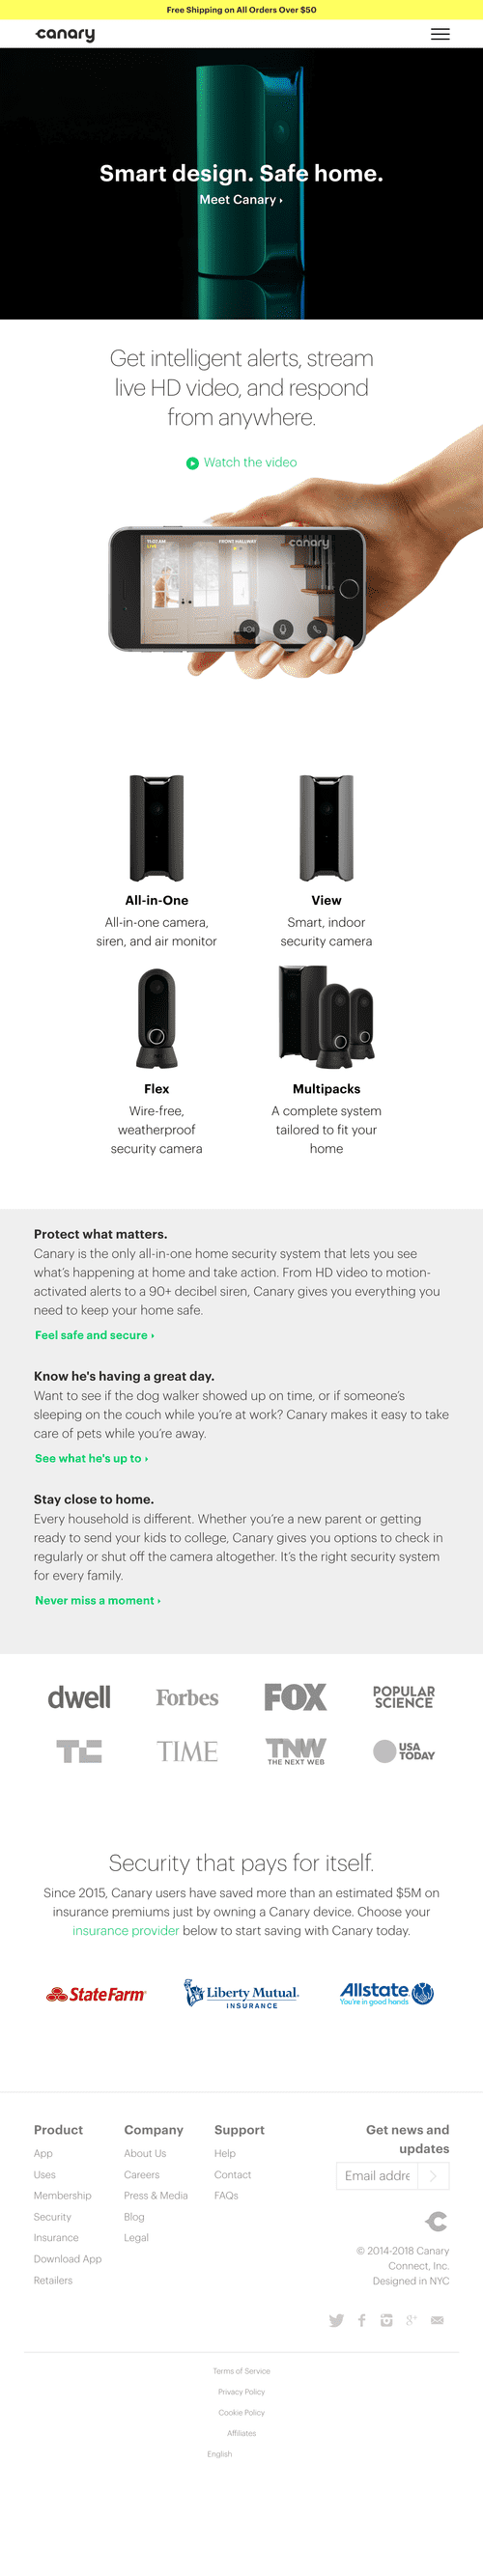 Free Shipping on All Orders Over $50
canary
Smart design. Safe home.
Meet Canary ›
Get intelligent alerts, stream
live HD video, and respond
from anywhere.
Watch the video
11:07 AM
LIVE
FRONT HALLWAY
canary
All-in-One
All-in-one camera,
siren, and air monitor
View
Smart, indoor
security camera
Flex
Wire-free,
weatherproof
security camera
Multipacks
A complete system
tailored to fit your
home
Protect what matters.
Canary is the only all-in-one home security system that lets you see
what's happening at home and take action. From HD video to motion-
activated alerts to a 90+ decibel siren, Canary gives you everything you
need to keep your home safe.
Feel safe and secure ›
Know he's having a great day.
Want to see if the dog walker showed up on time, or if someone's
sleeping on the couch while you're at work? Canary makes it easy to take
care of pets while you're away.
See what he's up to ›
Stay close to home.
Every household is different. Whether you're a new parent or getting
ready to send your kids to college, Canary gives you options to check in
regularly or shut off the camera altogether. It's the right security system
for every family.
Never miss a moment ›
dwell
Forbes
FOX
POPULAR
SCIENCE
TC
TIME
TNW
THE NEXT WEB
USA
TODAY
Security that pays for itself.
Since 2015, Canary users have saved more than an estimated $5M on
insurance premiums just by owning a Canary device. Choose your
insurance provider below to start saving with Canary today.
State Farm
Liberty Mutual.
INSURANCE
Allstate
You're in good hands
Product
App
Uses
Membership
Security
Insurance
Download App
Retailers
Company
About Us
Careers
Press & Media
Blog
Legal
Support
Help
Contact
FAQs
Get news and
updates
Email addre
© 2014-2018 Canary
Connect, Inc.
Designed in NYC
Terms of Service
Privacy Policy
Cookie Policy
Affiliates
English